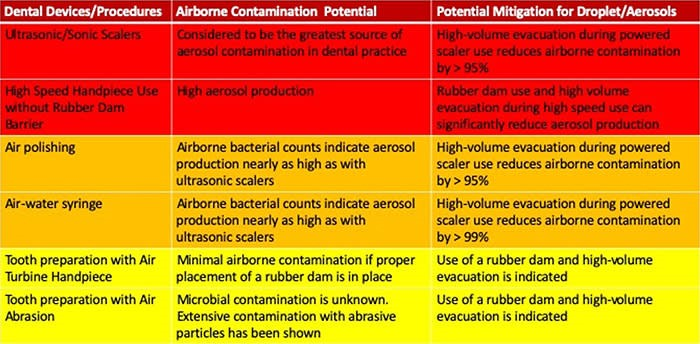 Dental Devices/Procedures
Airborne Contamination Potential
Potential Mitigation for Droplet/Aerosols
Ultrasonic/Sonic Scalers
Considered to be the greatest source of
aerosol contamination in dental practice
High-volume evacuation during powered
scaler use reduces airborne contamination
by > 95%
High Speed Handpiece Use
without Rubber Dam
Barrier
High aerosol production
Rubber dam use and high volume
evacuation during high speed use can
significantly reduce aerosol production
Air polishing
Airborne bacterial counts indicate aerosol
production nearly as high as with
ultrasonic scalers
High-volume evacuation during powered
scaler use reduces airborne contamination
by > 95%
Air-water syringe
Airborne bacterial counts indicate aerosol
production nearly as high as with
ultrasonic scalers
High-volume evacuation during powered
scaler use reduces airborne contamination
by > 99%
Tooth preparation with Air
Turbine Handpiece
Minimal airborne contamination if proper
placement of a rubber dam is in place
Use of a rubber dam and high-volume
evacuation is indicated
Tooth preparation with Air
Abrasion
Microbial contamination is unknown.
Extensive contamination with abrasive
particles has been shown
Use of a rubber dam and high-volume
evacuation is indicated